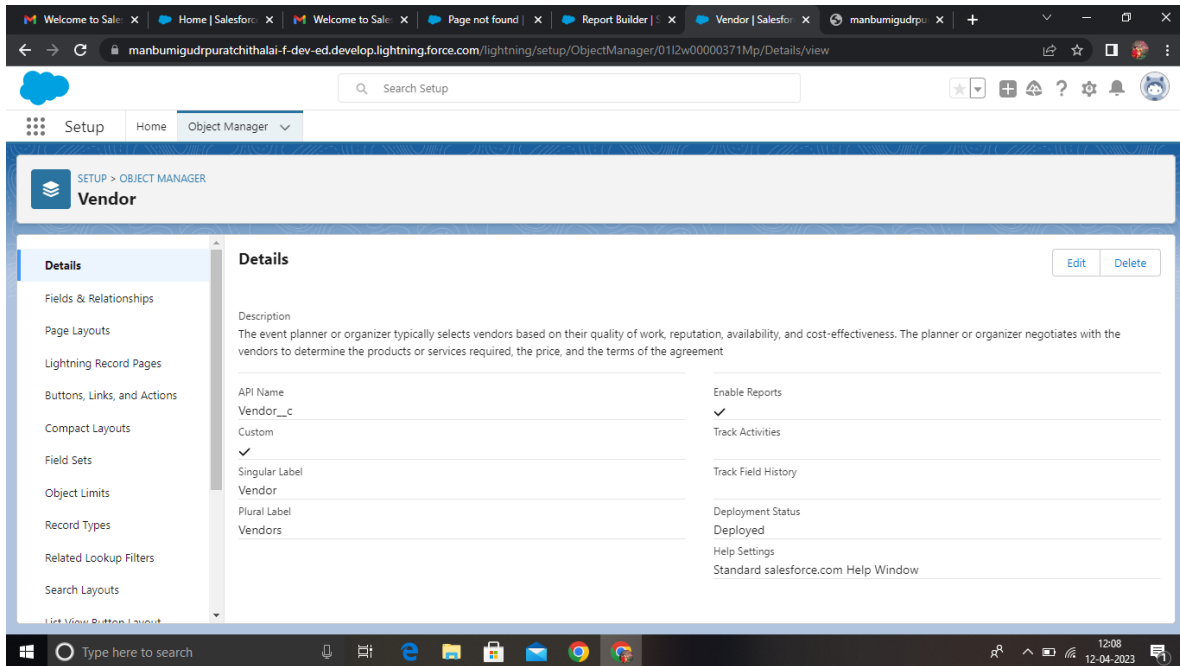 Welcome to Sale
Home | Salesforc
Welcome to Sale
Page not found |
Report Builder | S
Vendor | Salesfor
manbumigudrpu
manbumigudrpuratchithalai-f-dev-ed.develop.lightning.force.com/lightning/setup/ObjectManager/01I2w00000371Mp/Details/view
Search Setup
Setup
Home
Object Manager
SETUP > OBJECT MANAGER
Vendor
Details
Fields & Relationships
Page Layouts
Lightning Record Pages
Buttons, Links, and Actions
Compact Layouts
Field Sets
Object Limits
Record Types
Related Lookup Filters
Search Layouts
List View Button Layout
Details
Edit
Delete
Description
The event planner or organizer typically selects vendors based on their quality of work, reputation, availability, and cost-effectiveness. The planner or organizer negotiates with the
vendors to determine the products or services required, the price, and the terms of the agreement
API Name
Vendor__c
Custom
Singular Label
Vendor
Plural Label
Vendors
Enable Reports
Track Activities
Track Field History
Deployment Status
Deployed
Help Settings
Standard salesforce.com Help Window
Type here to search
12:08
12-04-2023